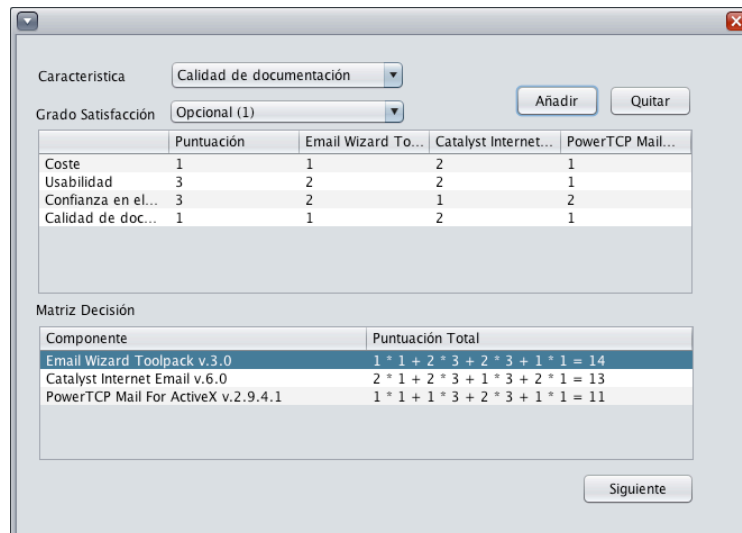 Caracteristica Calidad de documentación
Añadir Quitar
Grado Satisfacción Opcional (1)
Puntuación Email Wizard To... Catalyst Internet... PowerTCP Mail...
Coste 1 1 2 1
Usabilidad 3 2 2 1
Confianza en el... 3 2 1 2
Calidad de doc... 1 1 2 1
Matriz Decisión
Componente Puntuación Total
Email Wizard Toolpack v.3.0 1 * 1 + 2 * 3 + 2 * 3 + 1 * 1 = 14
Catalyst Internet Email v.6.0 2 * 1 + 2 * 3 + 1 * 3 + 2 * 1 = 13
PowerTCP Mail For ActiveX v.2.9.4.1 1 * 1 + 1 * 3 + 2 * 3 + 1 * 1 = 11
Siguiente